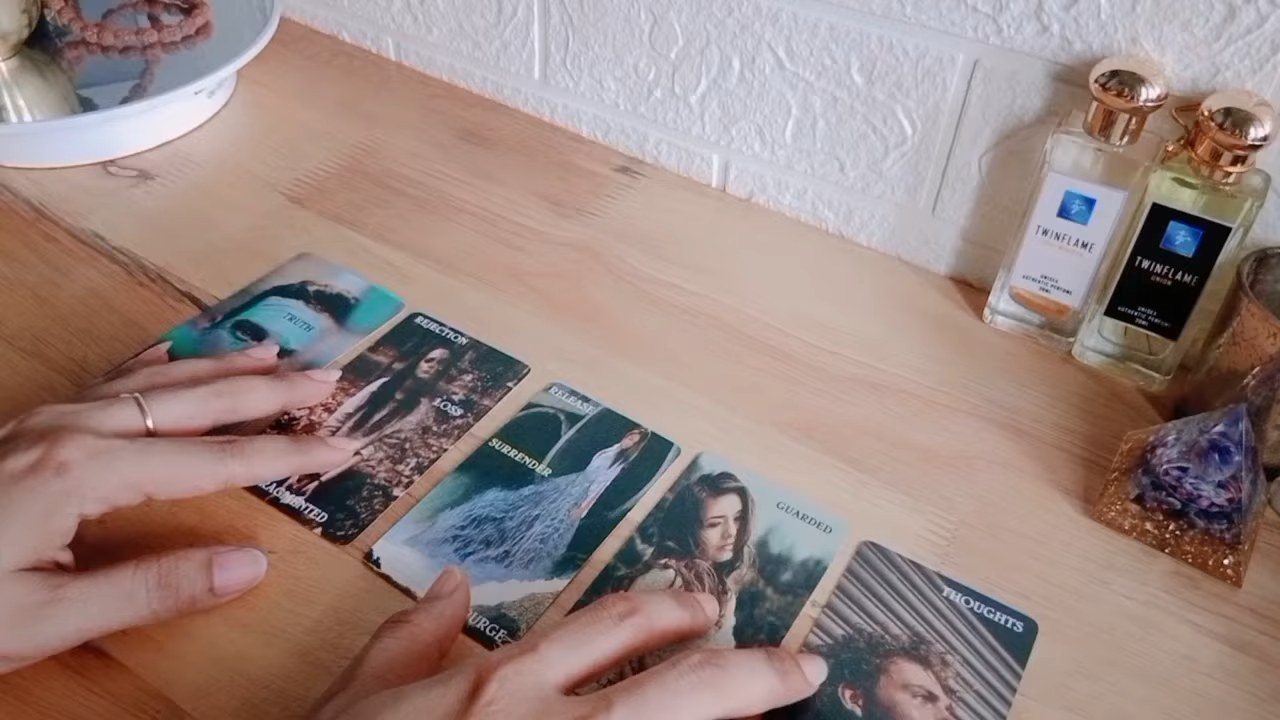 TRUTH
REJECTION
LOSS
RELEASE
SURRENDER
GUARDED
THOUGHTS
TWINFLAME
TWINFLAME
UNION